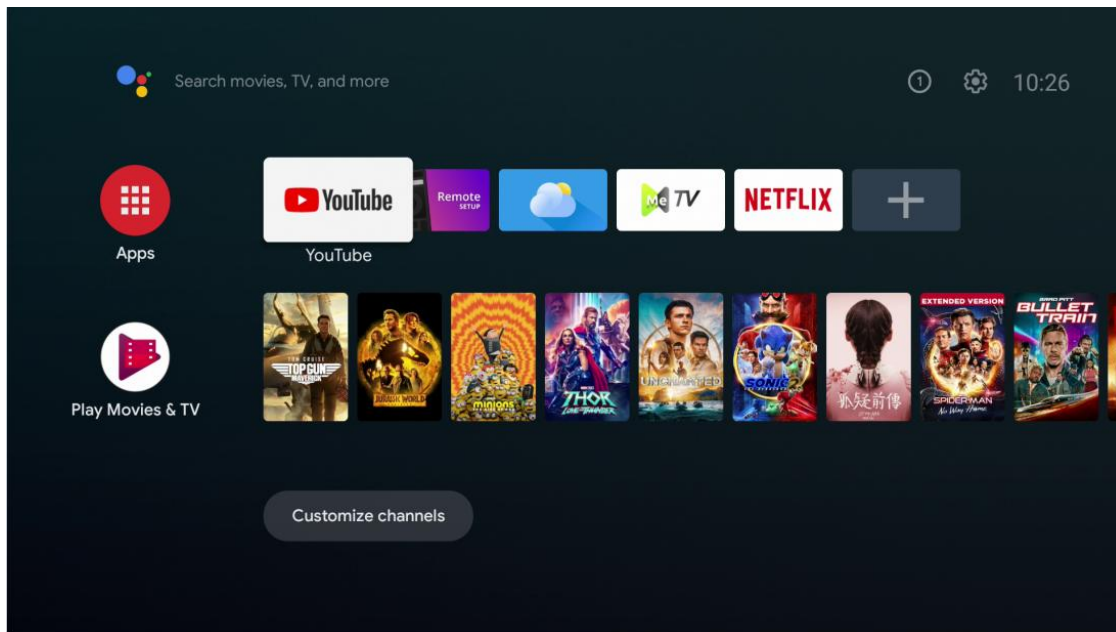 Search movies, TV, and more
1
10:26
YouTube
Remote
SETUP
Me TV
NETFLIX
Apps
YouTube
TOM CRUISE
TOP GUN
MAVERICK
JURASSIC WORLD
minions
THOR
LOVE AND THUNDER
UNCHARTED
SONIC
狐疑前傳
EXTENDED VERSION
SPIDER-MAN
No Way Home
BRAD PITT
BULLET
TRAIN
Play Movies & TV
Customize channels